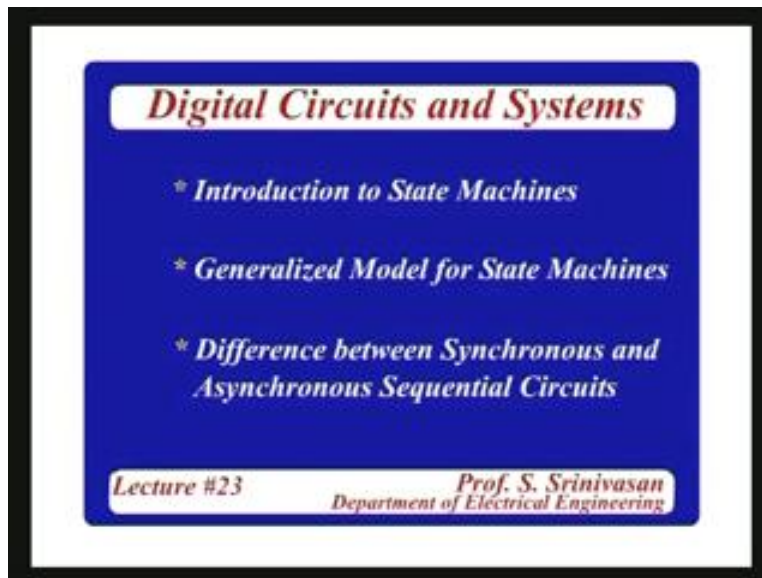 Digital Circuits and Systems
* Introduction to State Machines
* Generalized Model for State Machines
* Difference between Synchronous and
Asynchronous Sequential Circuits
Lecture #23
Prof. S. Srinivasan
Department of Electrical Engineering